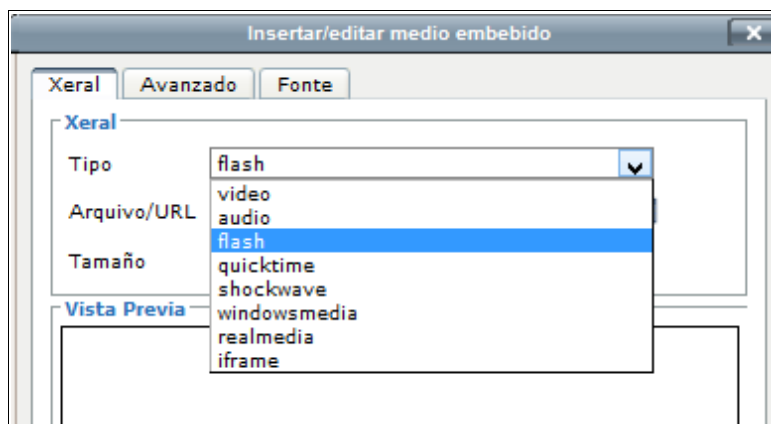 Insertar/editar medio embebido
Xeral Avanzado Fonte
Xeral
Tipo flash
video
Arquivo/URL audio
flash
Tamaño quicktime
shockwave
Vista Previa windowsmedia
realmedia
iframe